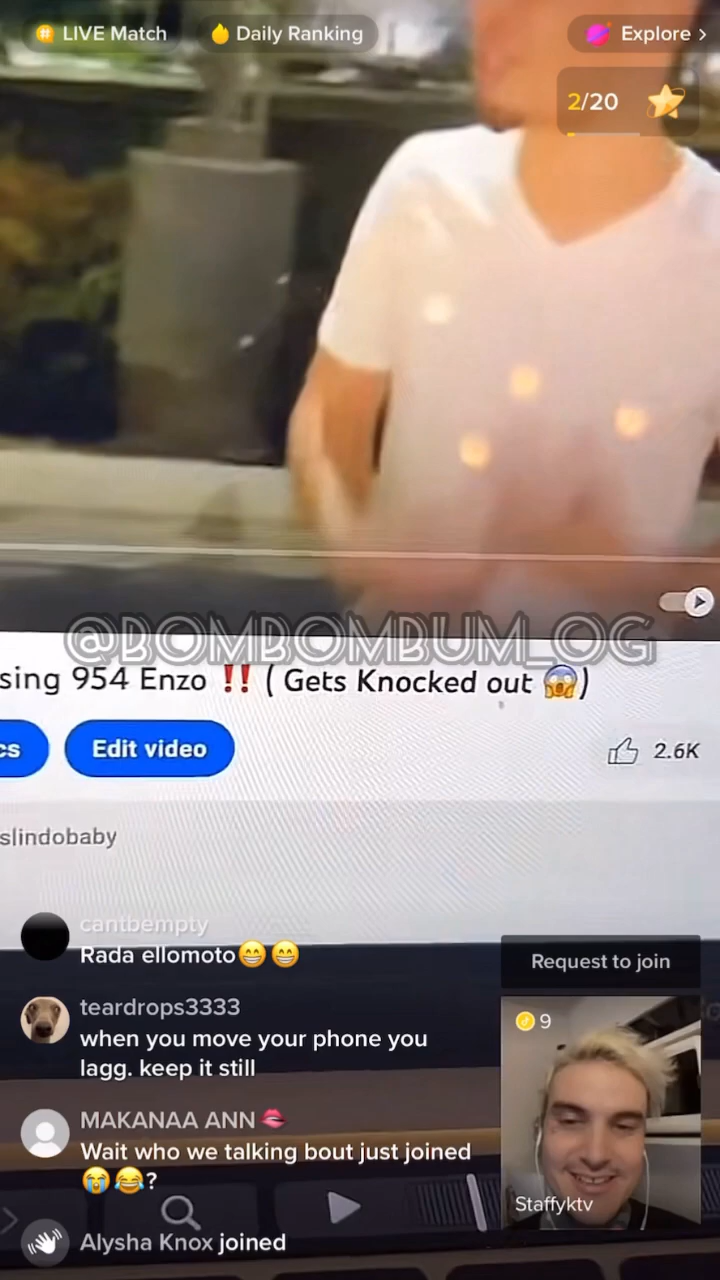 LIVE Match
Daily Ranking
Explore >
2/20
@BOMBOMBUM_OG
sing 954 Enzo ‼️ ( Gets Knocked out 😱)
cs
Edit video
2.6K
slindobaby
cantbempty
Rada ellomoto😁😁
teardrops3333
when you move your phone you
lagg. keep it still
MAKANAA ANN 💋
Wait who we talking bout just joined
😭😂?
Alysha Knox joined
Request to join
9
Staffyktv